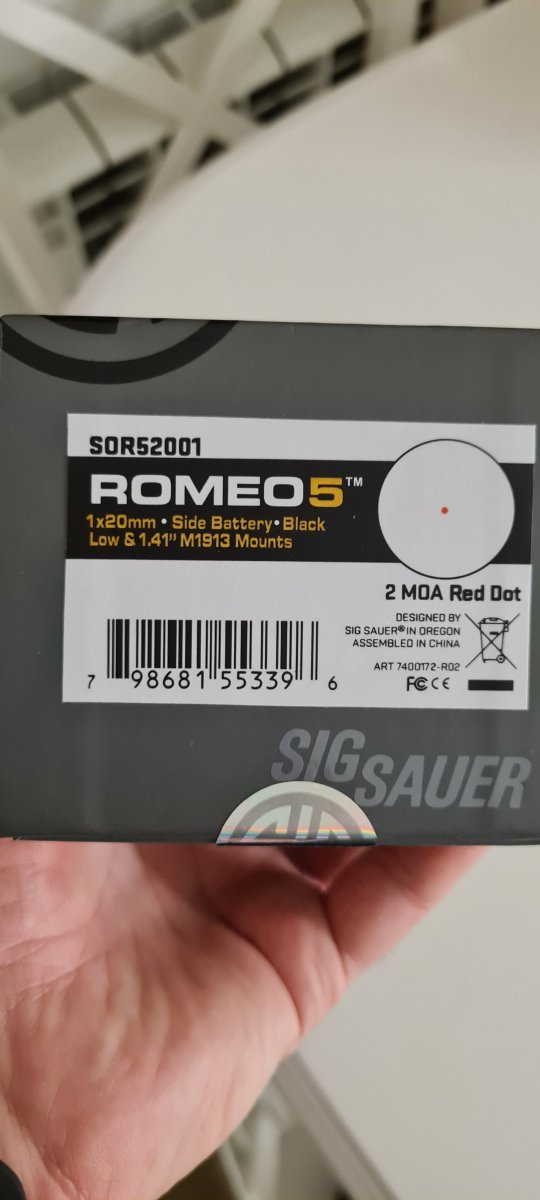 SOR52001
ROMEO5™
1x20mm • Side Battery • Black
Low & 1.41" M1913 Mounts
2 MOA Red Dot
DESIGNED BY
SIG SAUER® IN OREGON
ASSEMBLED IN CHINA
ART 7400172-R02
FC CE
7 98681 55339 6
SIG SAUER